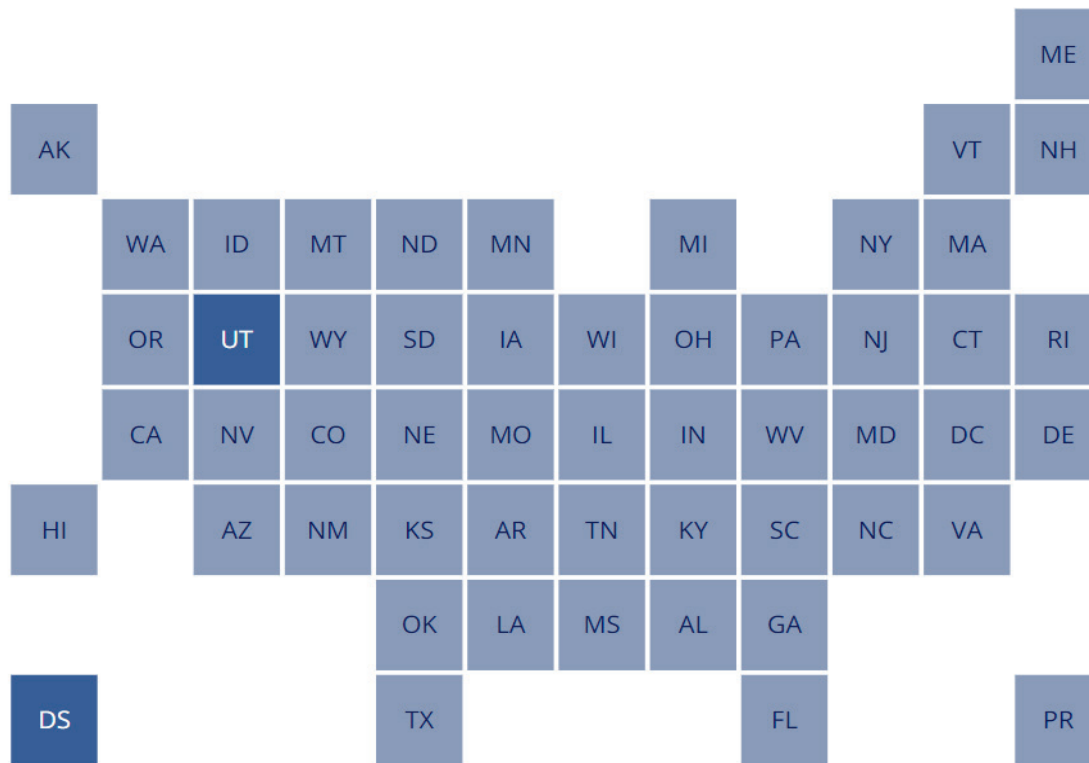 ME
AK VT NH
WA ID MT ND MN MI NY MA
OR UT WY SD IA WI OH PA NJ CT RI
CA NV CO NE MO IL IN WV MD DC DE
HI AZ NM KS AR TN KY SC NC VA
OK LA MS AL GA
DS TX FL PR